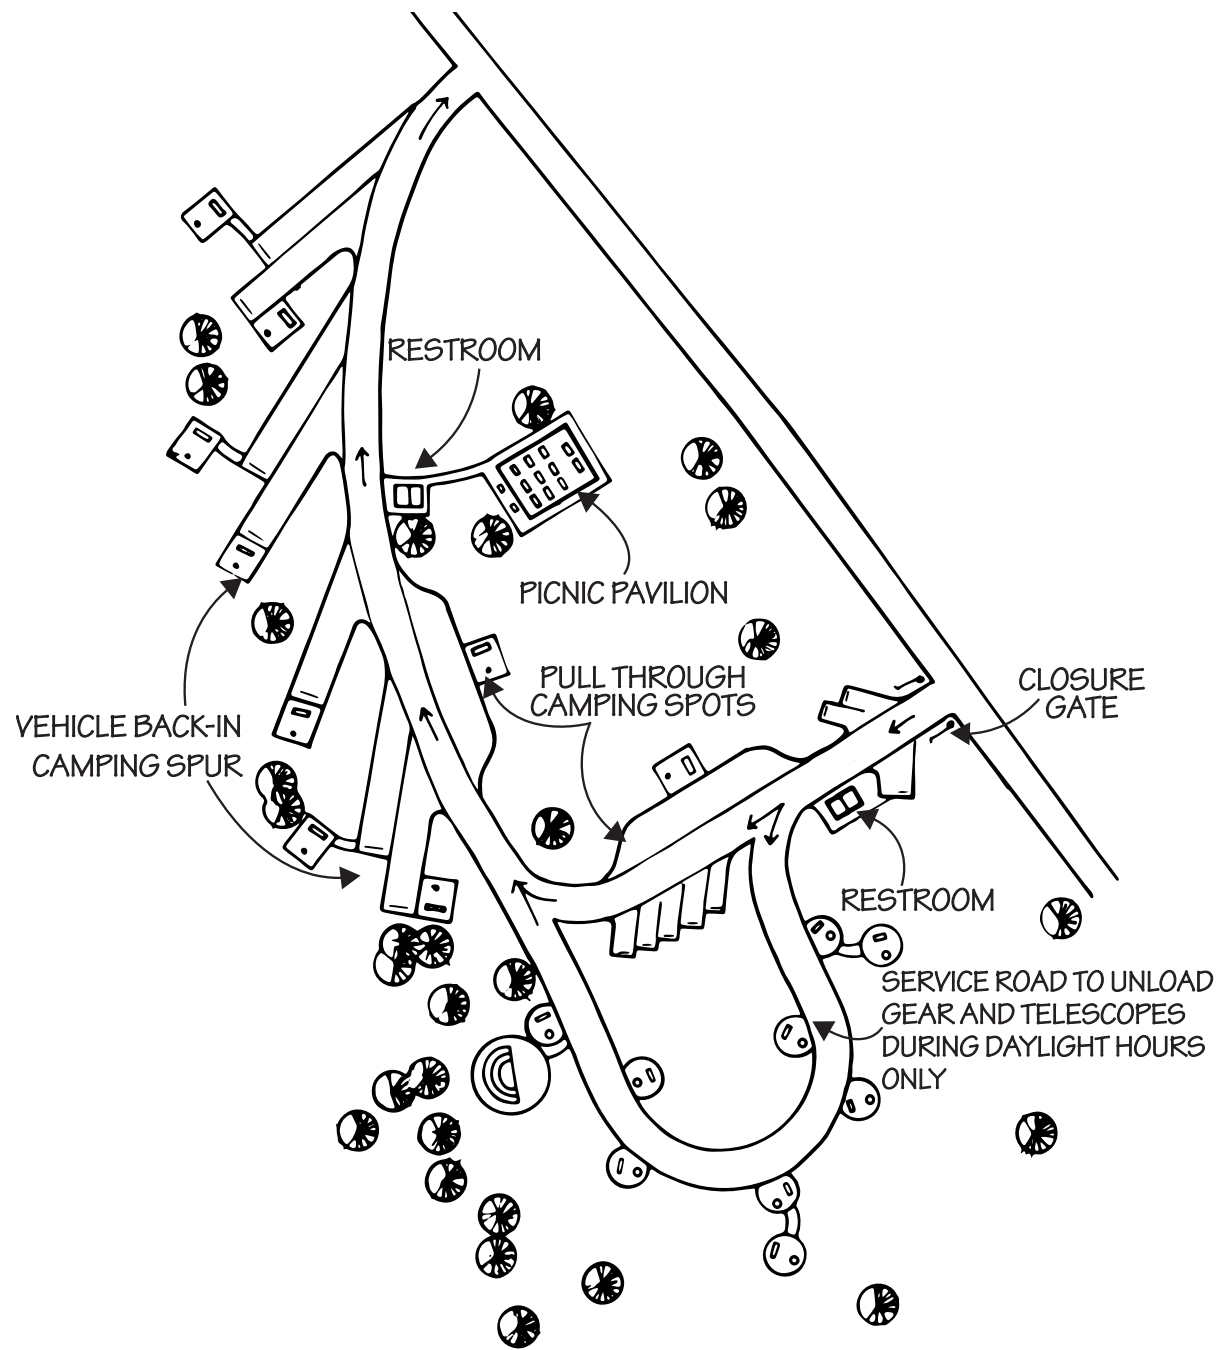 RESTROOM
PICNIC PAVILION
PULL THROUGH
CAMPING SPOTS
CLOSURE
GATE
VEHICLE BACK-IN
CAMPING SPUR
RESTROOM
SERVICE ROAD TO UNLOAD
GEAR AND TELESCOPES
DURING DAYLIGHT HOURS
ONLY